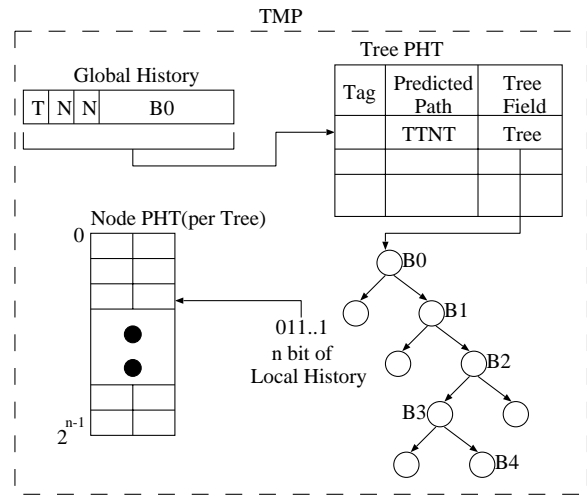 TMP
Tree PHT
Global History
T N N B0
Tag Predicted Path Tree Field
TTNT Tree
Node PHT(per Tree)
0
B0
B1
011..1
n bit of
Local History
B2
B3
2^n-1
B4